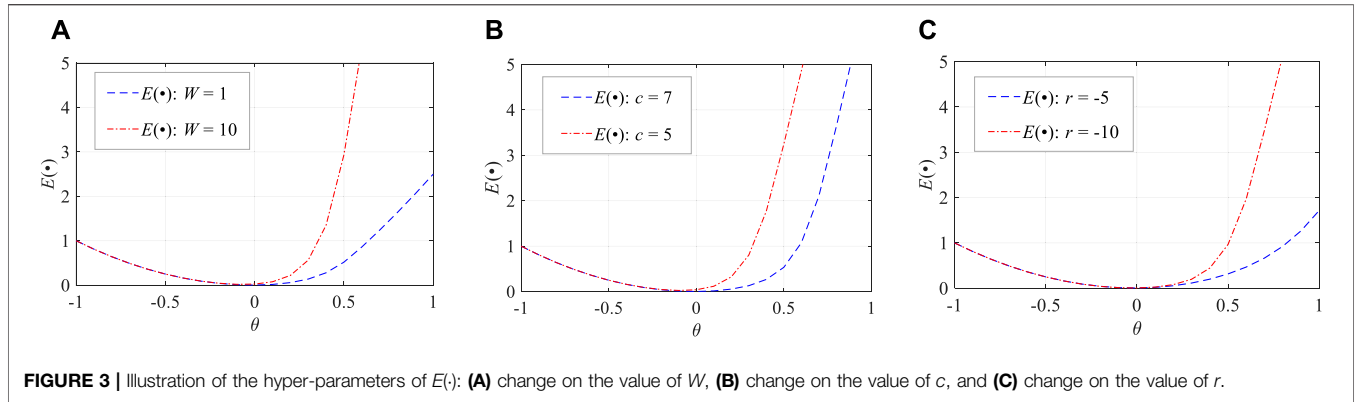 A
5
4
3
2
1
0
-1
-0.5
0
0.5
1
E(•)
θ
E(•): W = 1
E(•): W = 10
B
5
4
3
2
1
0
-1
-0.5
0
0.5
1
E(•)
θ
E(•): c = 7
E(•): c = 5
C
5
4
3
2
1
0
-1
-0.5
0
0.5
1
E(•)
θ
E(•): r = -5
E(•): r = -10
FIGURE 3 | Illustration of the hyper-parameters of E(·): (A) change on the value of W, (B) change on the value of c, and (C) change on the value of r.